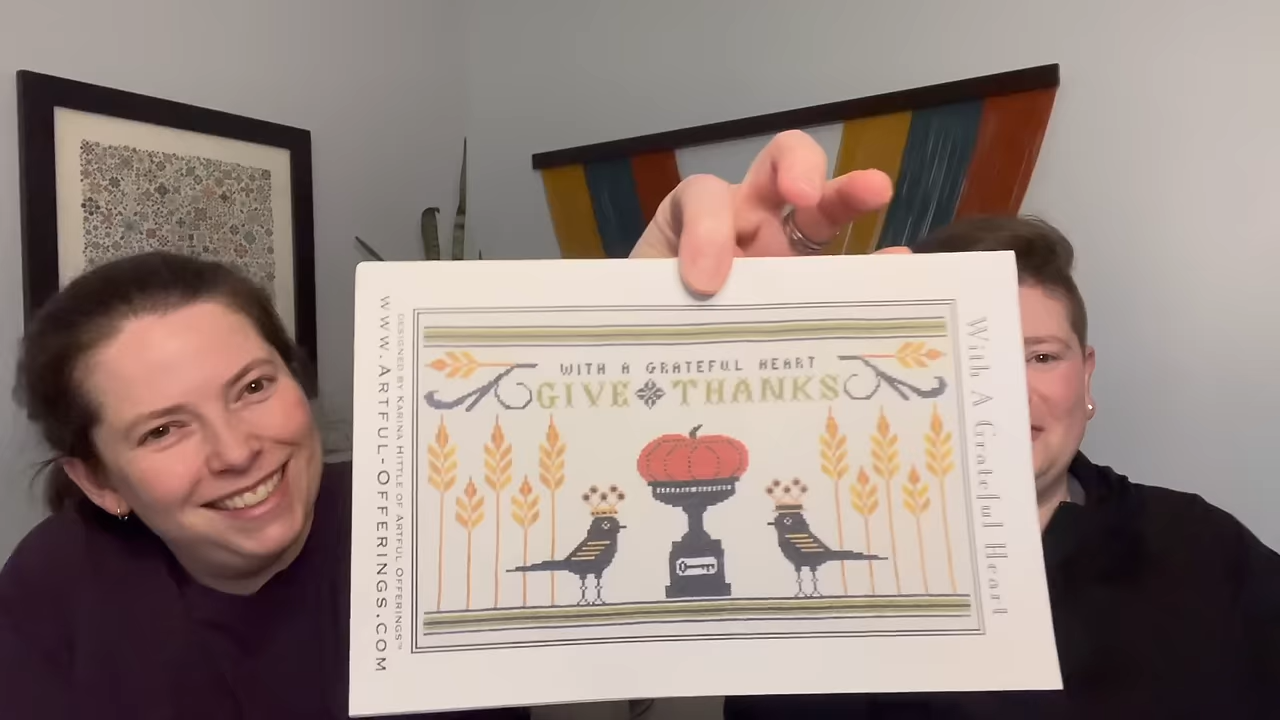 WITH A GRATEFUL HEART
GIVE THANKS
With A Grateful Heart
DESIGNED BY KARINA HITTLE OF ARTFUL OFFERINGS™
WWW.ARTFUL-OFFERINGS.COM